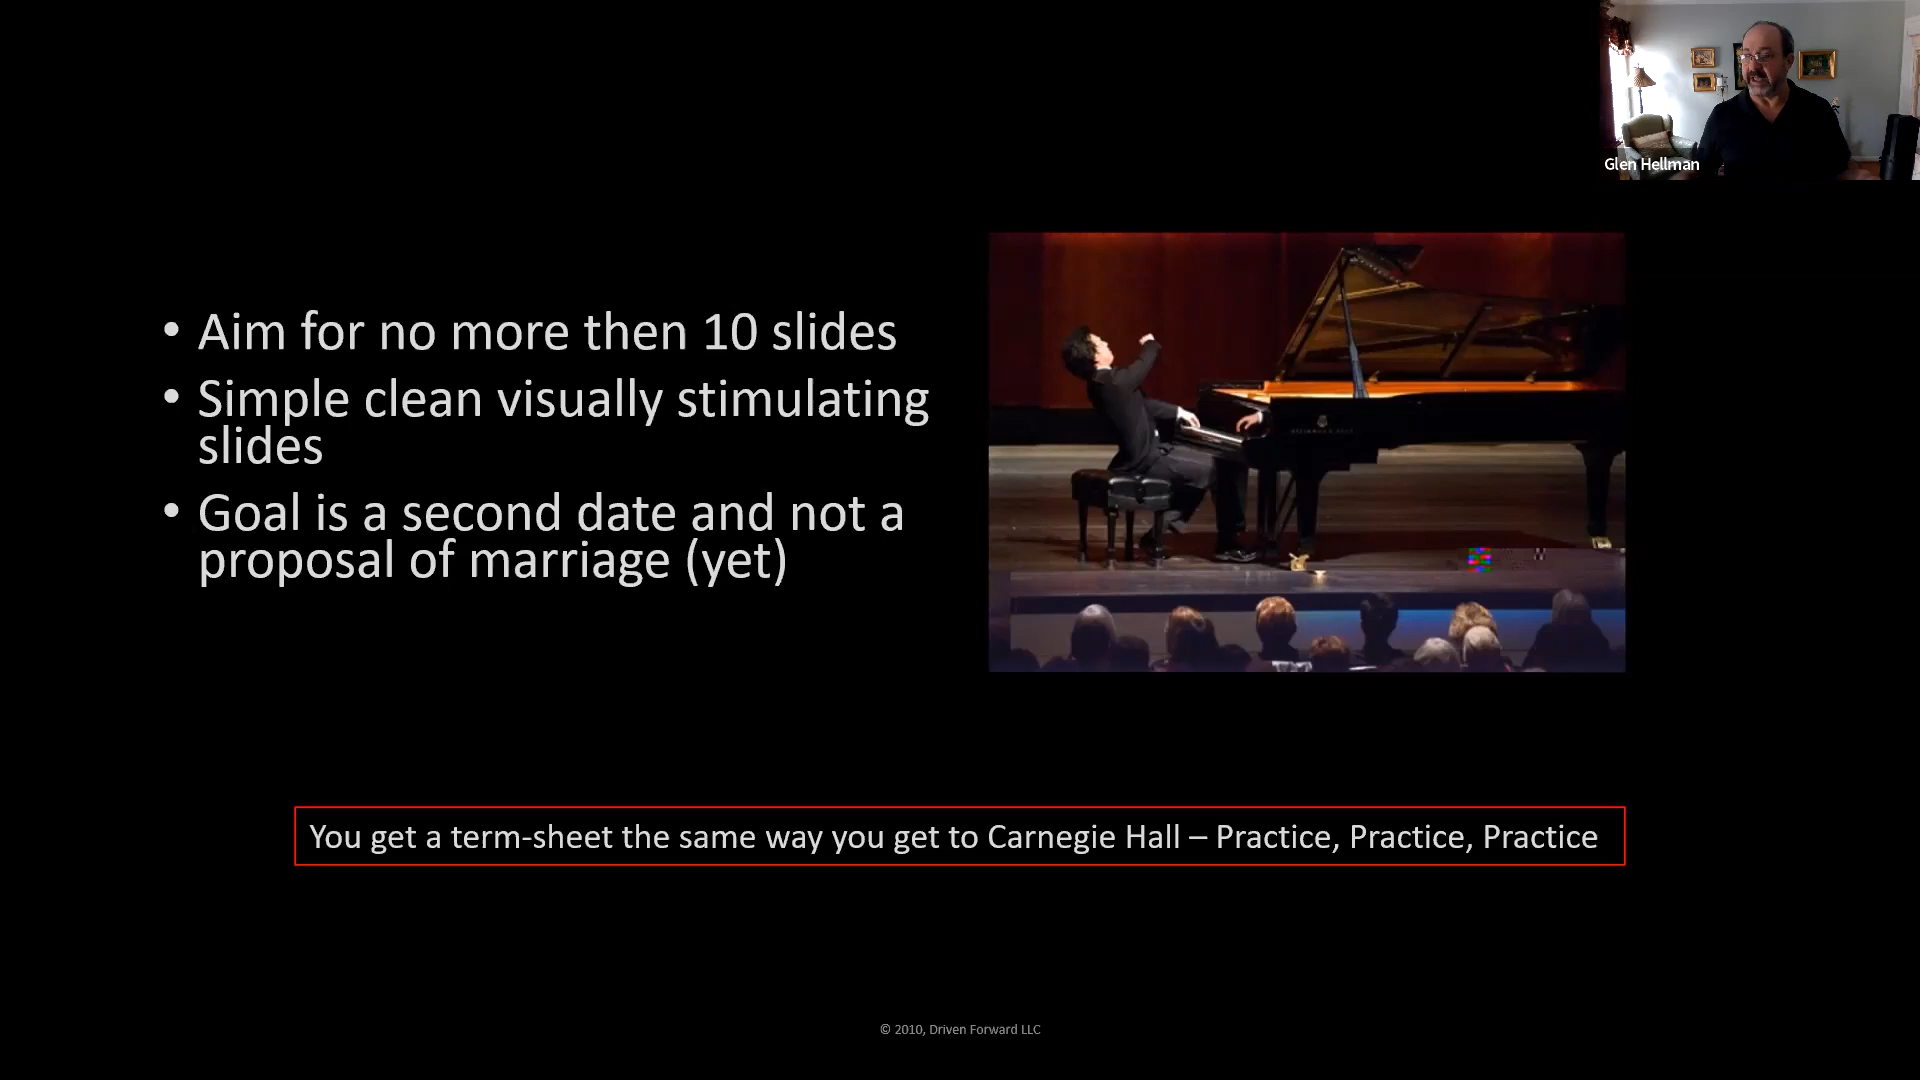 Glen Hellman
• Aim for no more then 10 slides
• Simple clean visually stimulating
slides
• Goal is a second date and not a
proposal of marriage (yet)
You get a term-sheet the same way you get to Carnegie Hall – Practice, Practice, Practice
© 2010, Driven Forward LLC